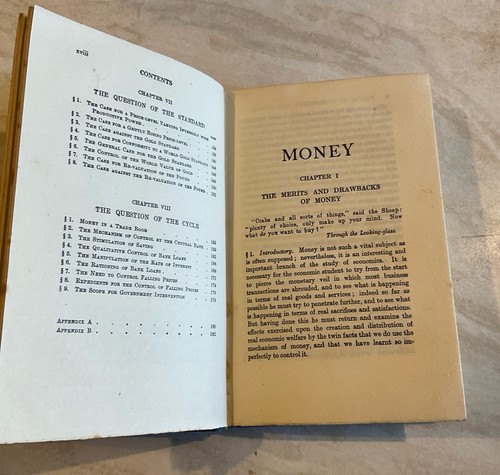 xviii
CONTENTS
CHAPTER VII
THE QUESTION OF THE STANDARD
§ 1. THE CASE FOR A PRICE-LEVEL VARYING INVERSELY WITH
PRODUCTIVE POWER
§ 2. THE CASE FOR A GENTLY RISING PRICE-LEVEL
§ 3. THE CASE AGAINST THE GOLD STANDARD
§ 4. THE CASE FOR CONFORMITY TO A WORLD GOLD STANDARD
§ 5. THE GENERAL CASE FOR THE GOLD STANDARD
§ 6. THE CONTROL OF THE WORLD VALUE OF GOLD
§ 7. THE CASE FOR RE-VALUATION OF THE POUND
§ 8. THE CASE AGAINST THE RE-VALUATION OF THE POUND
CHAPTER VIII
THE QUESTION OF THE CYCLE
§ 1. MONEY IN A TRADE BOOM
§ 2. THE MECHANISM OF CONTROL BY THE CENTRAL BANK
§ 3. THE STIMULATION OF SAVING
§ 4. THE QUALITATIVE CONTROL OF BANK LOANS
§ 5. THE MANIPULATION OF THE RATE OF INTEREST
§ 6. THE RATIONING OF BANK LOANS
§ 7. THE NEED TO CONTROL FALLING PRICES
§ 8. EXPEDIENTS FOR THE CONTROL OF FALLING PRICES
§ 9. THE SCOPE FOR GOVERNMENT INTERVENTION
APPENDIX A
APPENDIX B
MONEY
CHAPTER I
THE MERITS AND DRAWBACKS
OF MONEY
"Crabs and all sorts of things," said the Sheep:
"plenty of choice, only make up your mind. Now
what do you want to buy?"
Through the Looking-glass
§1. Introductory. Money is not such a vital subject as
is often supposed; nevertheless, it is an interesting and
important branch of the study of economics. It is
necessary for the economic student to try from the start
to pierce the monetary veil in which most business
transactions are shrouded, and to see what is happening
in terms of real goods and services; indeed so far as
possible he must try to penetrate further, and to see what
is happening in terms of real sacrifices and satisfactions.
But having done this he must return and examine the
effects exercised upon the creation and distribution of
real economic welfare by the twin facts that we do use the
mechanism of money, and that we have learnt so im-
perfectly to control it.